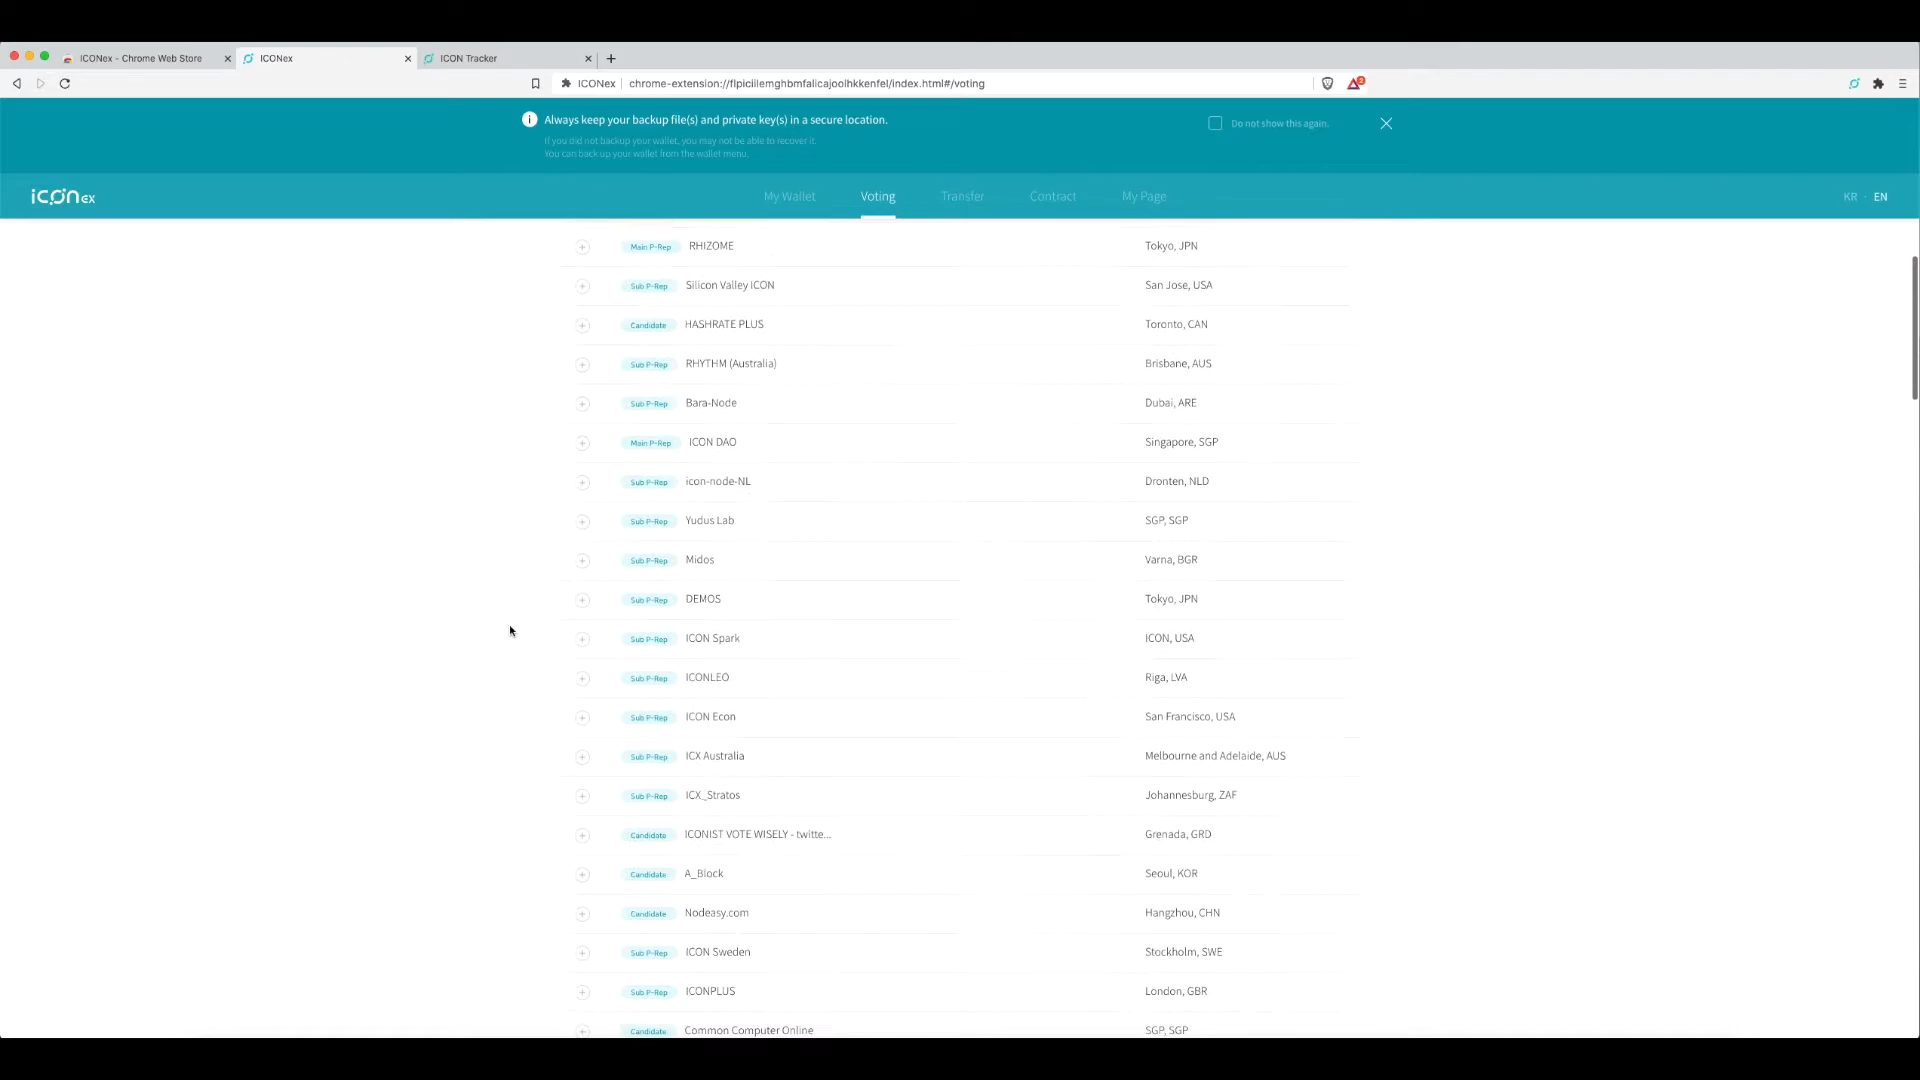 ICONex - Chrome Web Store
ICONex
ICON Tracker
ICONex
chrome-extension://flpiciilemghbmfalicajoolhkkenfel/index.html#/voting
2
Always keep your backup file(s) and private key(s) in a secure location.
If you did not backup your wallet, you may not be able to recover it.
You can back up your wallet from the wallet menu.
Do not show this again.
ICON ex
My Wallet
Voting
Transfer
Contract
My Page
KR · EN
Main P-Rep RHIZOME Tokyo, JPN
Sub P-Rep Silicon Valley ICON San Jose, USA
Candidate HASHRATE PLUS Toronto, CAN
Sub P-Rep RHYTHM (Australia) Brisbane, AUS
Sub P-Rep Bara-Node Dubai, ARE
Main P-Rep ICON DAO Singapore, SGP
Sub P-Rep icon-node-NL Dronten, NLD
Sub P-Rep Yudus Lab SGP, SGP
Sub P-Rep Midos Varna, BGR
Sub P-Rep DEMOS Tokyo, JPN
Sub P-Rep ICON Spark ICON, USA
Sub P-Rep ICONLEO Riga, LVA
Sub P-Rep ICON Econ San Francisco, USA
Sub P-Rep ICX Australia Melbourne and Adelaide, AUS
Sub P-Rep ICX_Stratos Johannesburg, ZAF
Candidate ICONIST VOTE WISELY - twitte... Grenada, GRD
Candidate A_Block Seoul, KOR
Candidate Nodeasy.com Hangzhou, CHN
Sub P-Rep ICON Sweden Stockholm, SWE
Sub P-Rep ICONPLUS London, GBR
Candidate Common Computer Online SGP, SGP